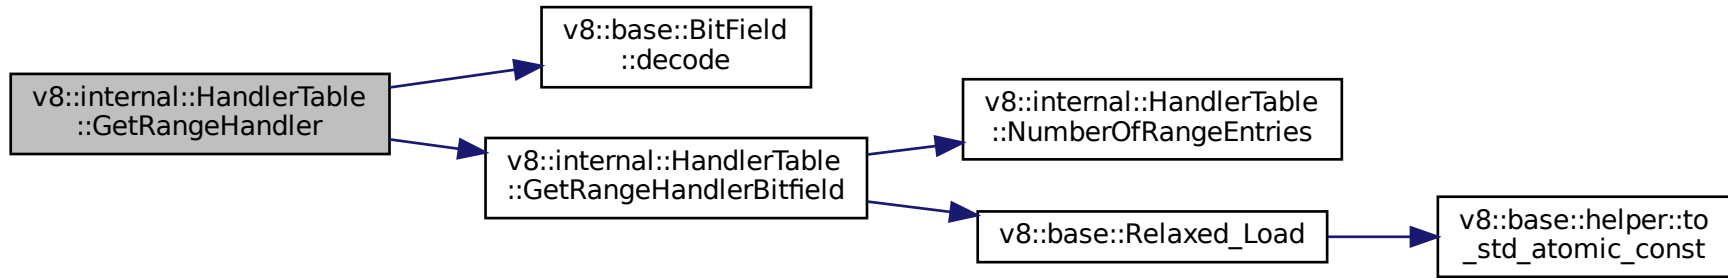 v8::internal::HandlerTable
::GetRangeHandler
v8::base::BitField
::decode
v8::internal::HandlerTable
::GetRangeHandlerBitfield
v8::internal::HandlerTable
::NumberOfRangeEntries
v8::base::Relaxed_Load
v8::base::helper::to
_std_atomic_const